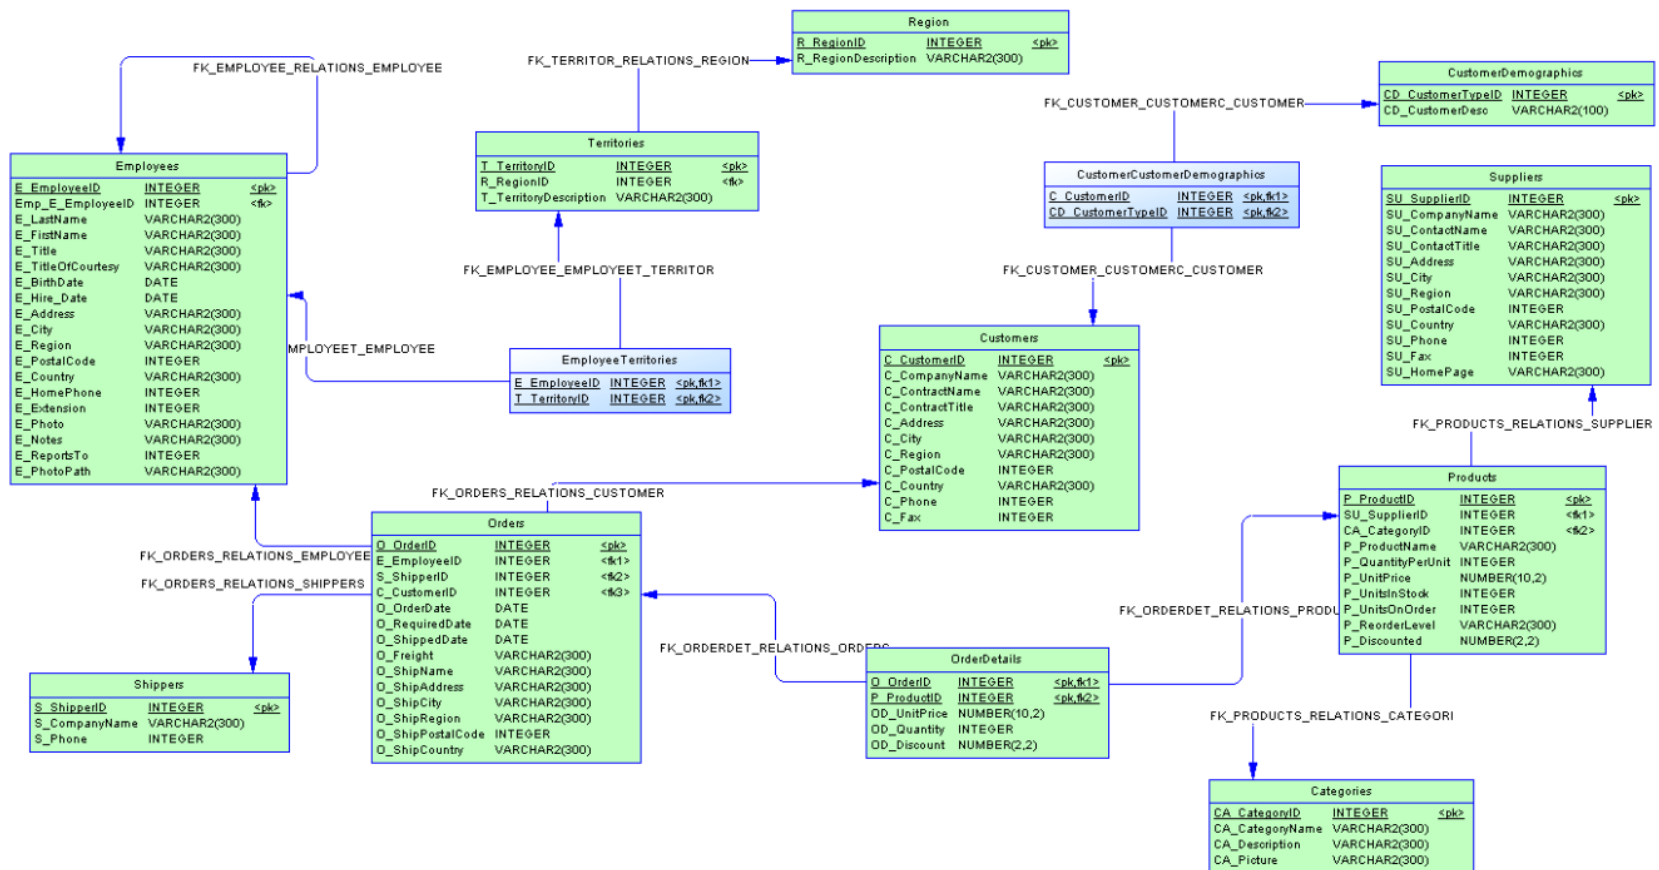 Region
R_RegionID INTEGER <pk>
R_RegionDescription VARCHAR2(300)
FK_TERRITOR_RELATIONS_REGION
FK_EMPLOYEE_RELATIONS_EMPLOYEE
CustomerDemographics
CD_CustomerTypeID INTEGER <pk>
CD_CustomerDesc VARCHAR2(100)
FK_CUSTOMER_CUSTOMERC_CUSTOMER
Territories
T_TerritoryID INTEGER <pk>
R_RegionID INTEGER <fk>
T_TerritoryDescription VARCHAR2(300)
Employees
E_EmployeeID INTEGER <pk>
Emp_E_EmployeeID INTEGER <fk>
E_LastName VARCHAR2(300)
E_FirstName VARCHAR2(300)
E_Title VARCHAR2(300)
E_TitleOfCourtesy VARCHAR2(300)
E_BirthDate DATE
E_Hire_Date DATE
E_Address VARCHAR2(300)
E_City VARCHAR2(300)
E_Region VARCHAR2(300)
E_PostalCode INTEGER
E_Country VARCHAR2(300)
E_HomePhone INTEGER
E_Extension INTEGER
E_Photo VARCHAR2(300)
E_Notes VARCHAR2(300)
E_ReportsTo INTEGER
E_PhotoPath VARCHAR2(300)
CustomerCustomerDemographics
C_CustomerID INTEGER <pk,fk1>
CD_CustomerTypeID INTEGER <pk,fk2>
Suppliers
SU_SupplierID INTEGER <pk>
SU_CompanyName VARCHAR2(300)
SU_ContactName VARCHAR2(300)
SU_ContactTitle VARCHAR2(300)
SU_Address VARCHAR2(300)
SU_City VARCHAR2(300)
SU_Region VARCHAR2(300)
SU_PostalCode INTEGER
SU_Country VARCHAR2(300)
SU_Phone INTEGER
SU_Fax INTEGER
SU_HomePage VARCHAR2(300)
FK_EMPLOYEE_EMPLOYEET_TERRITOR
FK_CUSTOMER_CUSTOMERC_CUSTOMER
MPLOYEET_EMPLOYEE
EmployeeTerritories
E_EmployeeID INTEGER <pk,fk1>
T_TerritoryID INTEGER <pk,fk2>
Customers
C_CustomerID INTEGER <pk>
C_CompanyName VARCHAR2(300)
C_ContractName VARCHAR2(300)
C_ContractTitle VARCHAR2(300)
C_Address VARCHAR2(300)
C_City VARCHAR2(300)
C_Region VARCHAR2(300)
C_PostalCode INTEGER
C_Country VARCHAR2(300)
C_Phone INTEGER
C_Fax INTEGER
FK_PRODUCTS_RELATIONS_SUPPLIER
Products
P_ProductID INTEGER <pk>
SU_SupplierID INTEGER <fk1>
CA_CategoryID INTEGER <fk2>
P_ProductName VARCHAR2(300)
P_QuantityPerUnit INTEGER
P_UnitPrice NUMBER(10,2)
P_UnitsInStock INTEGER
P_UnitsOnOrder INTEGER
P_ReorderLevel VARCHAR2(300)
P_Discounted NUMBER(2,2)
FK_ORDERS_RELATIONS_CUSTOMER
Orders
O_OrderID INTEGER <pk>
E_EmployeeID INTEGER <fk1>
S_ShipperID INTEGER <fk2>
C_CustomerID INTEGER <fk3>
O_OrderDate DATE
O_RequiredDate DATE
O_ShippedDate DATE
O_Freight VARCHAR2(300)
O_ShipName VARCHAR2(300)
O_ShipAddress VARCHAR2(300)
O_ShipCity VARCHAR2(300)
O_ShipRegion VARCHAR2(300)
O_ShipPostalCode INTEGER
O_ShipCountry VARCHAR2(300)
FK_ORDERS_RELATIONS_EMPLOYEE
FK_ORDERS_RELATIONS_SHIPPERS
FK_ORDERDET_RELATIONS_PRODU
FK_ORDERDET_RELATIONS_ORDERS
OrderDetails
O_OrderID INTEGER <pk,fk1>
P_ProductID INTEGER <pk,fk2>
OD_UnitPrice NUMBER(10,2)
OD_Quantity INTEGER
OD_Discount NUMBER(2,2)
Shippers
S_ShipperID INTEGER <pk>
S_CompanyName VARCHAR2(300)
S_Phone INTEGER
FK_PRODUCTS_RELATIONS_CATEGORI
Categories
CA_CategoryID INTEGER <pk>
CA_CategoryName VARCHAR2(300)
CA_Description VARCHAR2(300)
CA_Picture VARCHAR2(300)